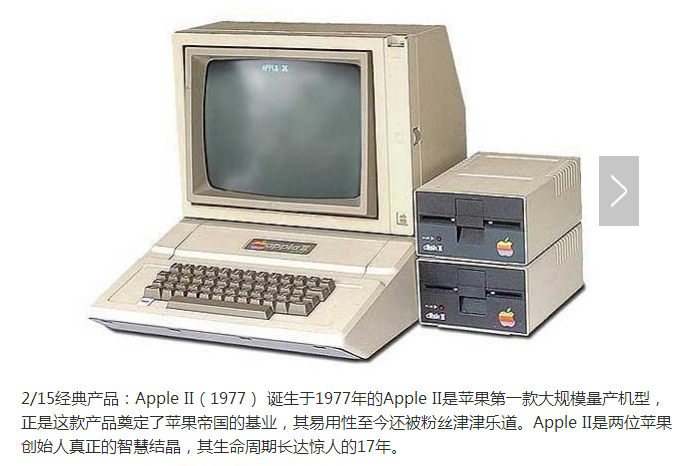 APPLE ][
apple II
disk II
disk II
2/15经典产品：Apple II（1977） 诞生于1977年的Apple II是苹果第一款大规模量产机型，
正是这款产品奠定了苹果帝国的基业，其易用性至今还被粉丝津津乐道。Apple II是两位苹果
创始人真正的智慧结晶，其生命周期长达惊人的17年。